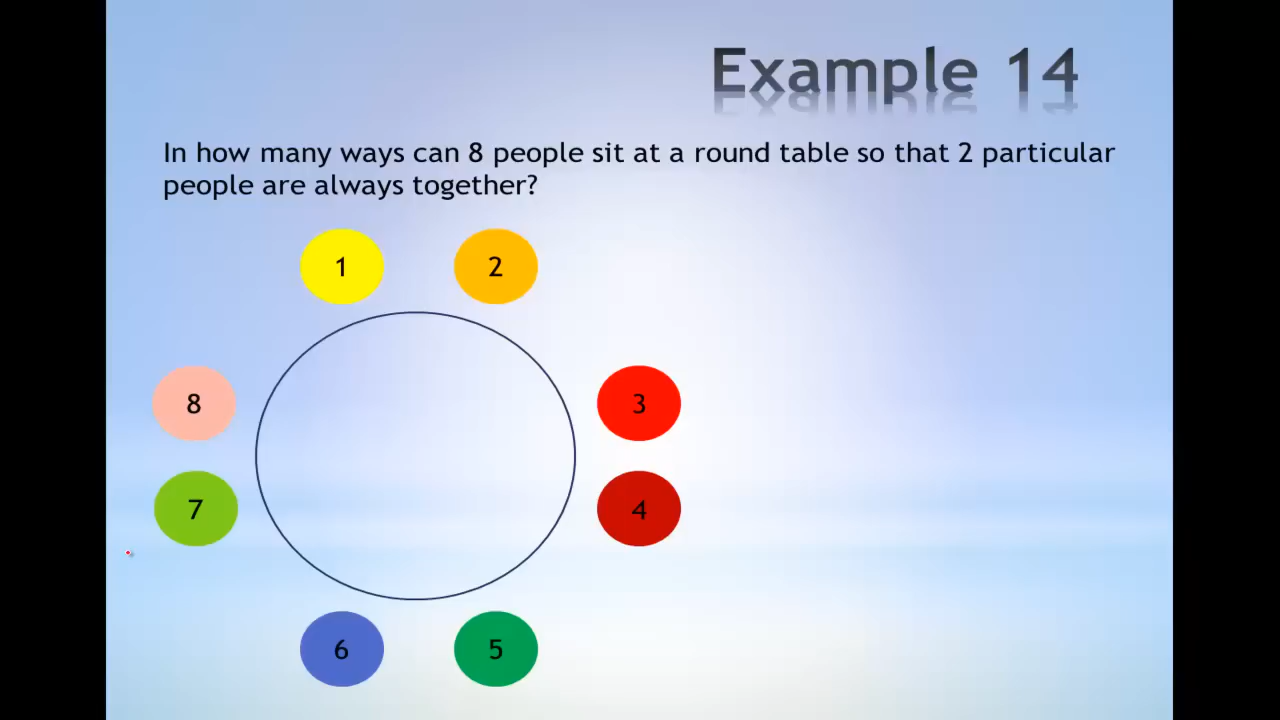 Example 14
In how many ways can 8 people sit at a round table so that 2 particular
people are always together?
1 2
8 3
7 4
6 5